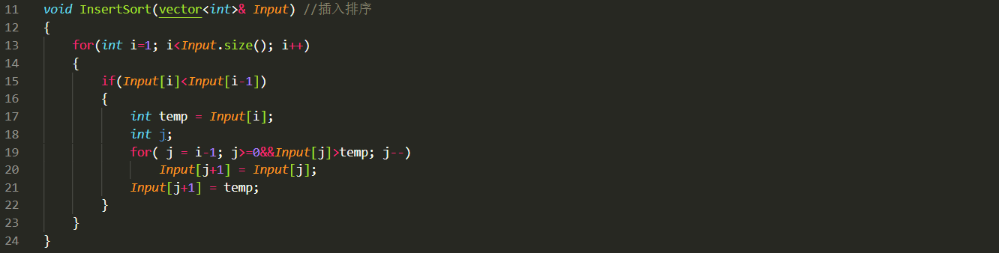 11 void InsertSort(vector<int>& Input) //插入排序
12 {
13 for(int i=1; i<Input.size(); i++)
14 {
15 if(Input[i]<Input[i-1])
16 {
17 int temp = Input[i];
18 int j;
19 for( j = i-1; j>=0&&Input[j]>temp; j--)
20 Input[j+1] = Input[j];
21 Input[j+1] = temp;
22 }
23 }
24 }